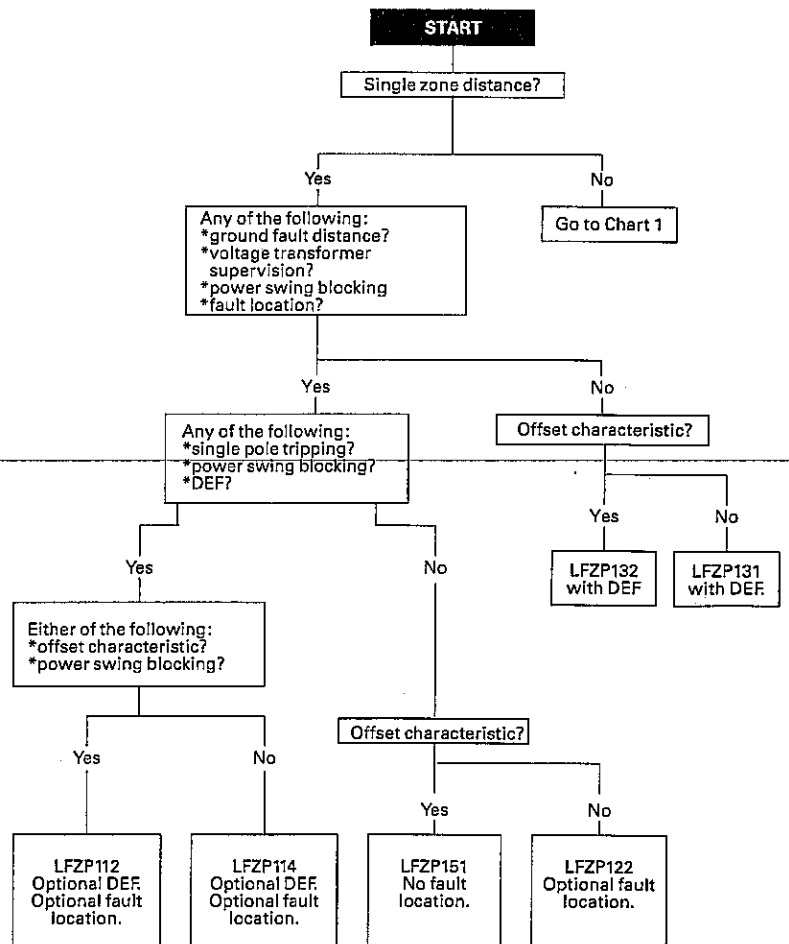 START
Single zone distance?
Yes
No
Any of the following:
*ground fault distance?
*voltage transformer
supervision?
*power swing blocking
*fault location?
Go to Chart 1
Yes
No
Any of the following:
*single pole tripping?
*power swing blocking?
*DEF?
Offset characteristic?
Yes
No
Yes
No
LFZP132
with DEF
LFZP131
with DEF.
Either of the following:
*offset characteristic?
*power swing blocking?
Offset characteristic?
Yes
No
Yes
No
LFZP112
Optional DEF.
Optional fault
location.
LFZP114
Optional DEF.
Optional fault
location.
LFZP151
No fault
location.
LFZP122
Optional fault
location.